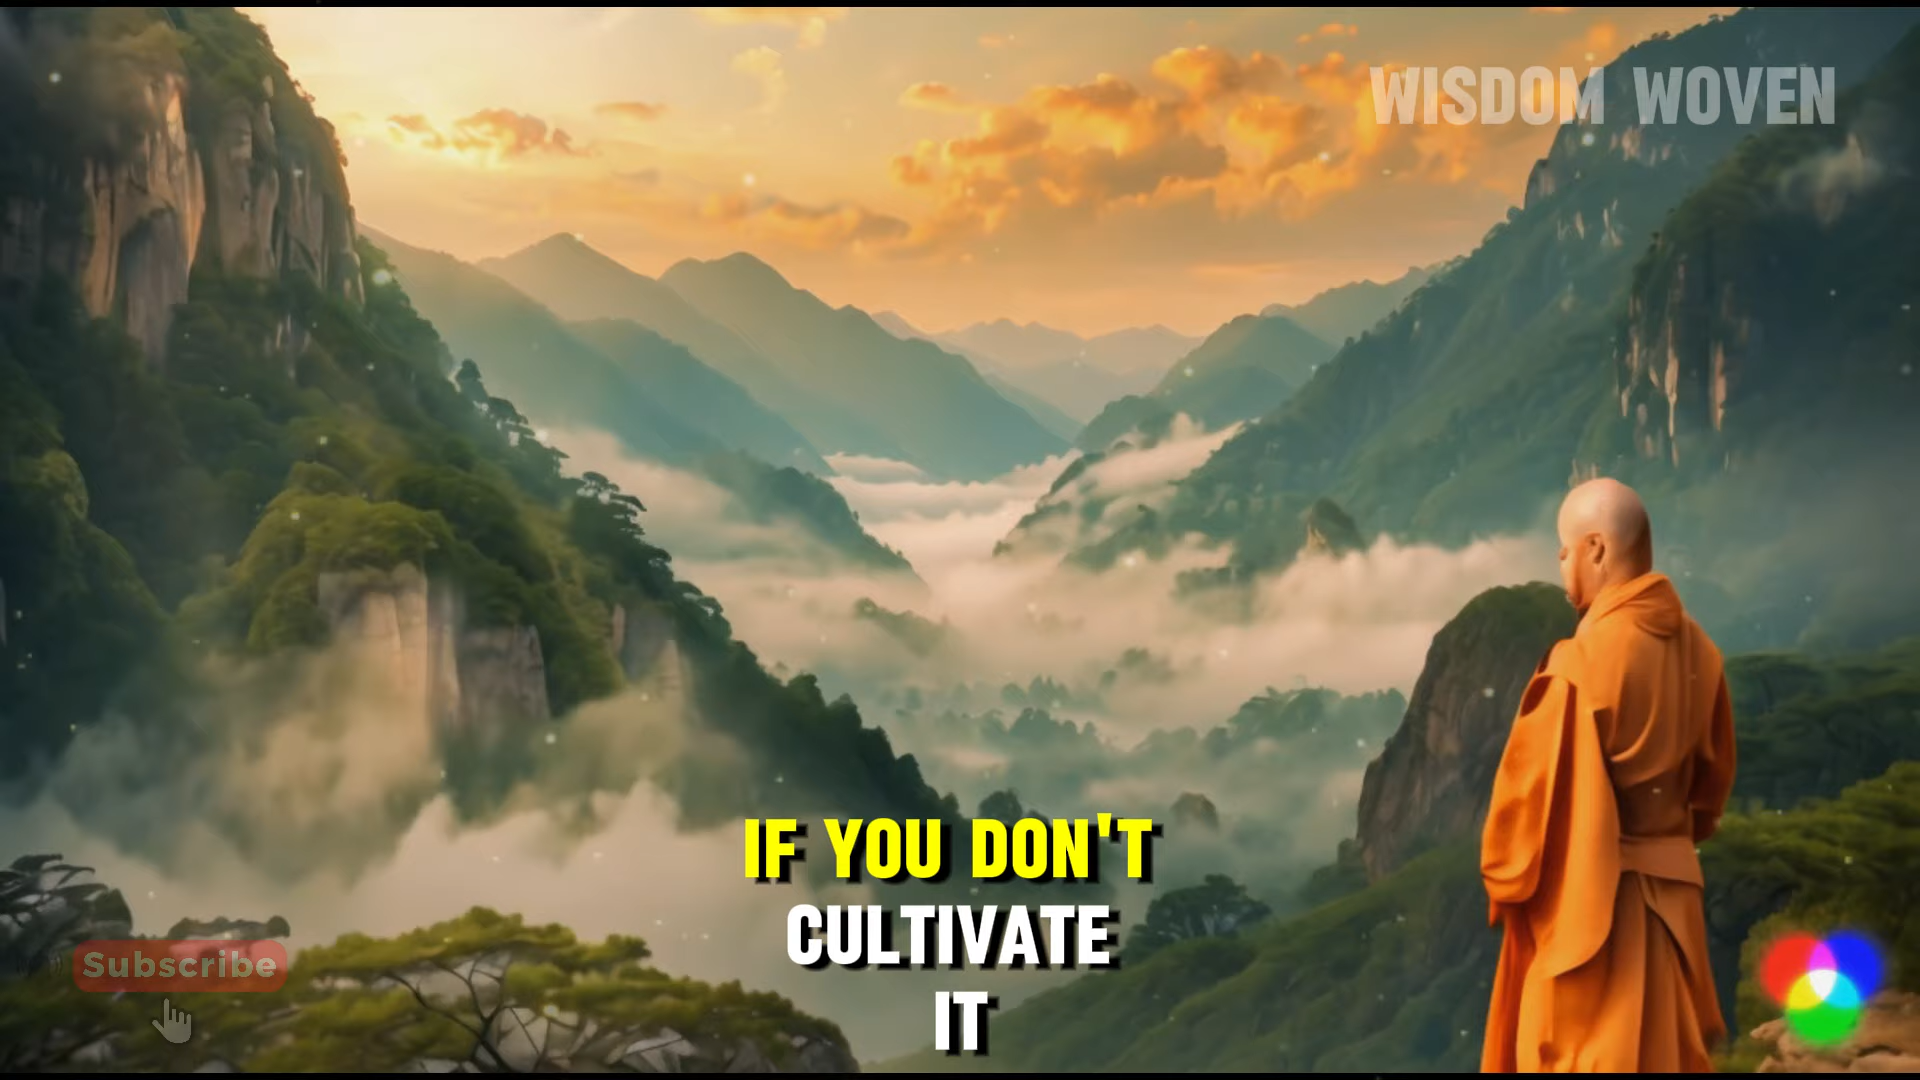 WISDOM WOVEN
IF YOU DON'T
CULTIVATE
IT
Subscribe